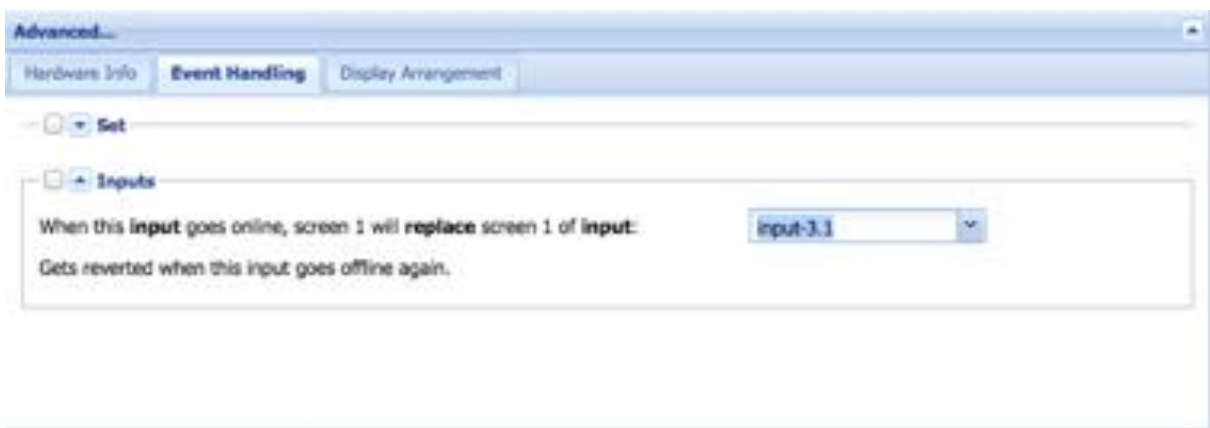 Advanced...
Hardware Info Event Handling Display Arrangement
Set
Inputs
When this input goes online, screen 1 will replace screen 1 of input: input-3.1
Gets reverted when this input goes offline again.